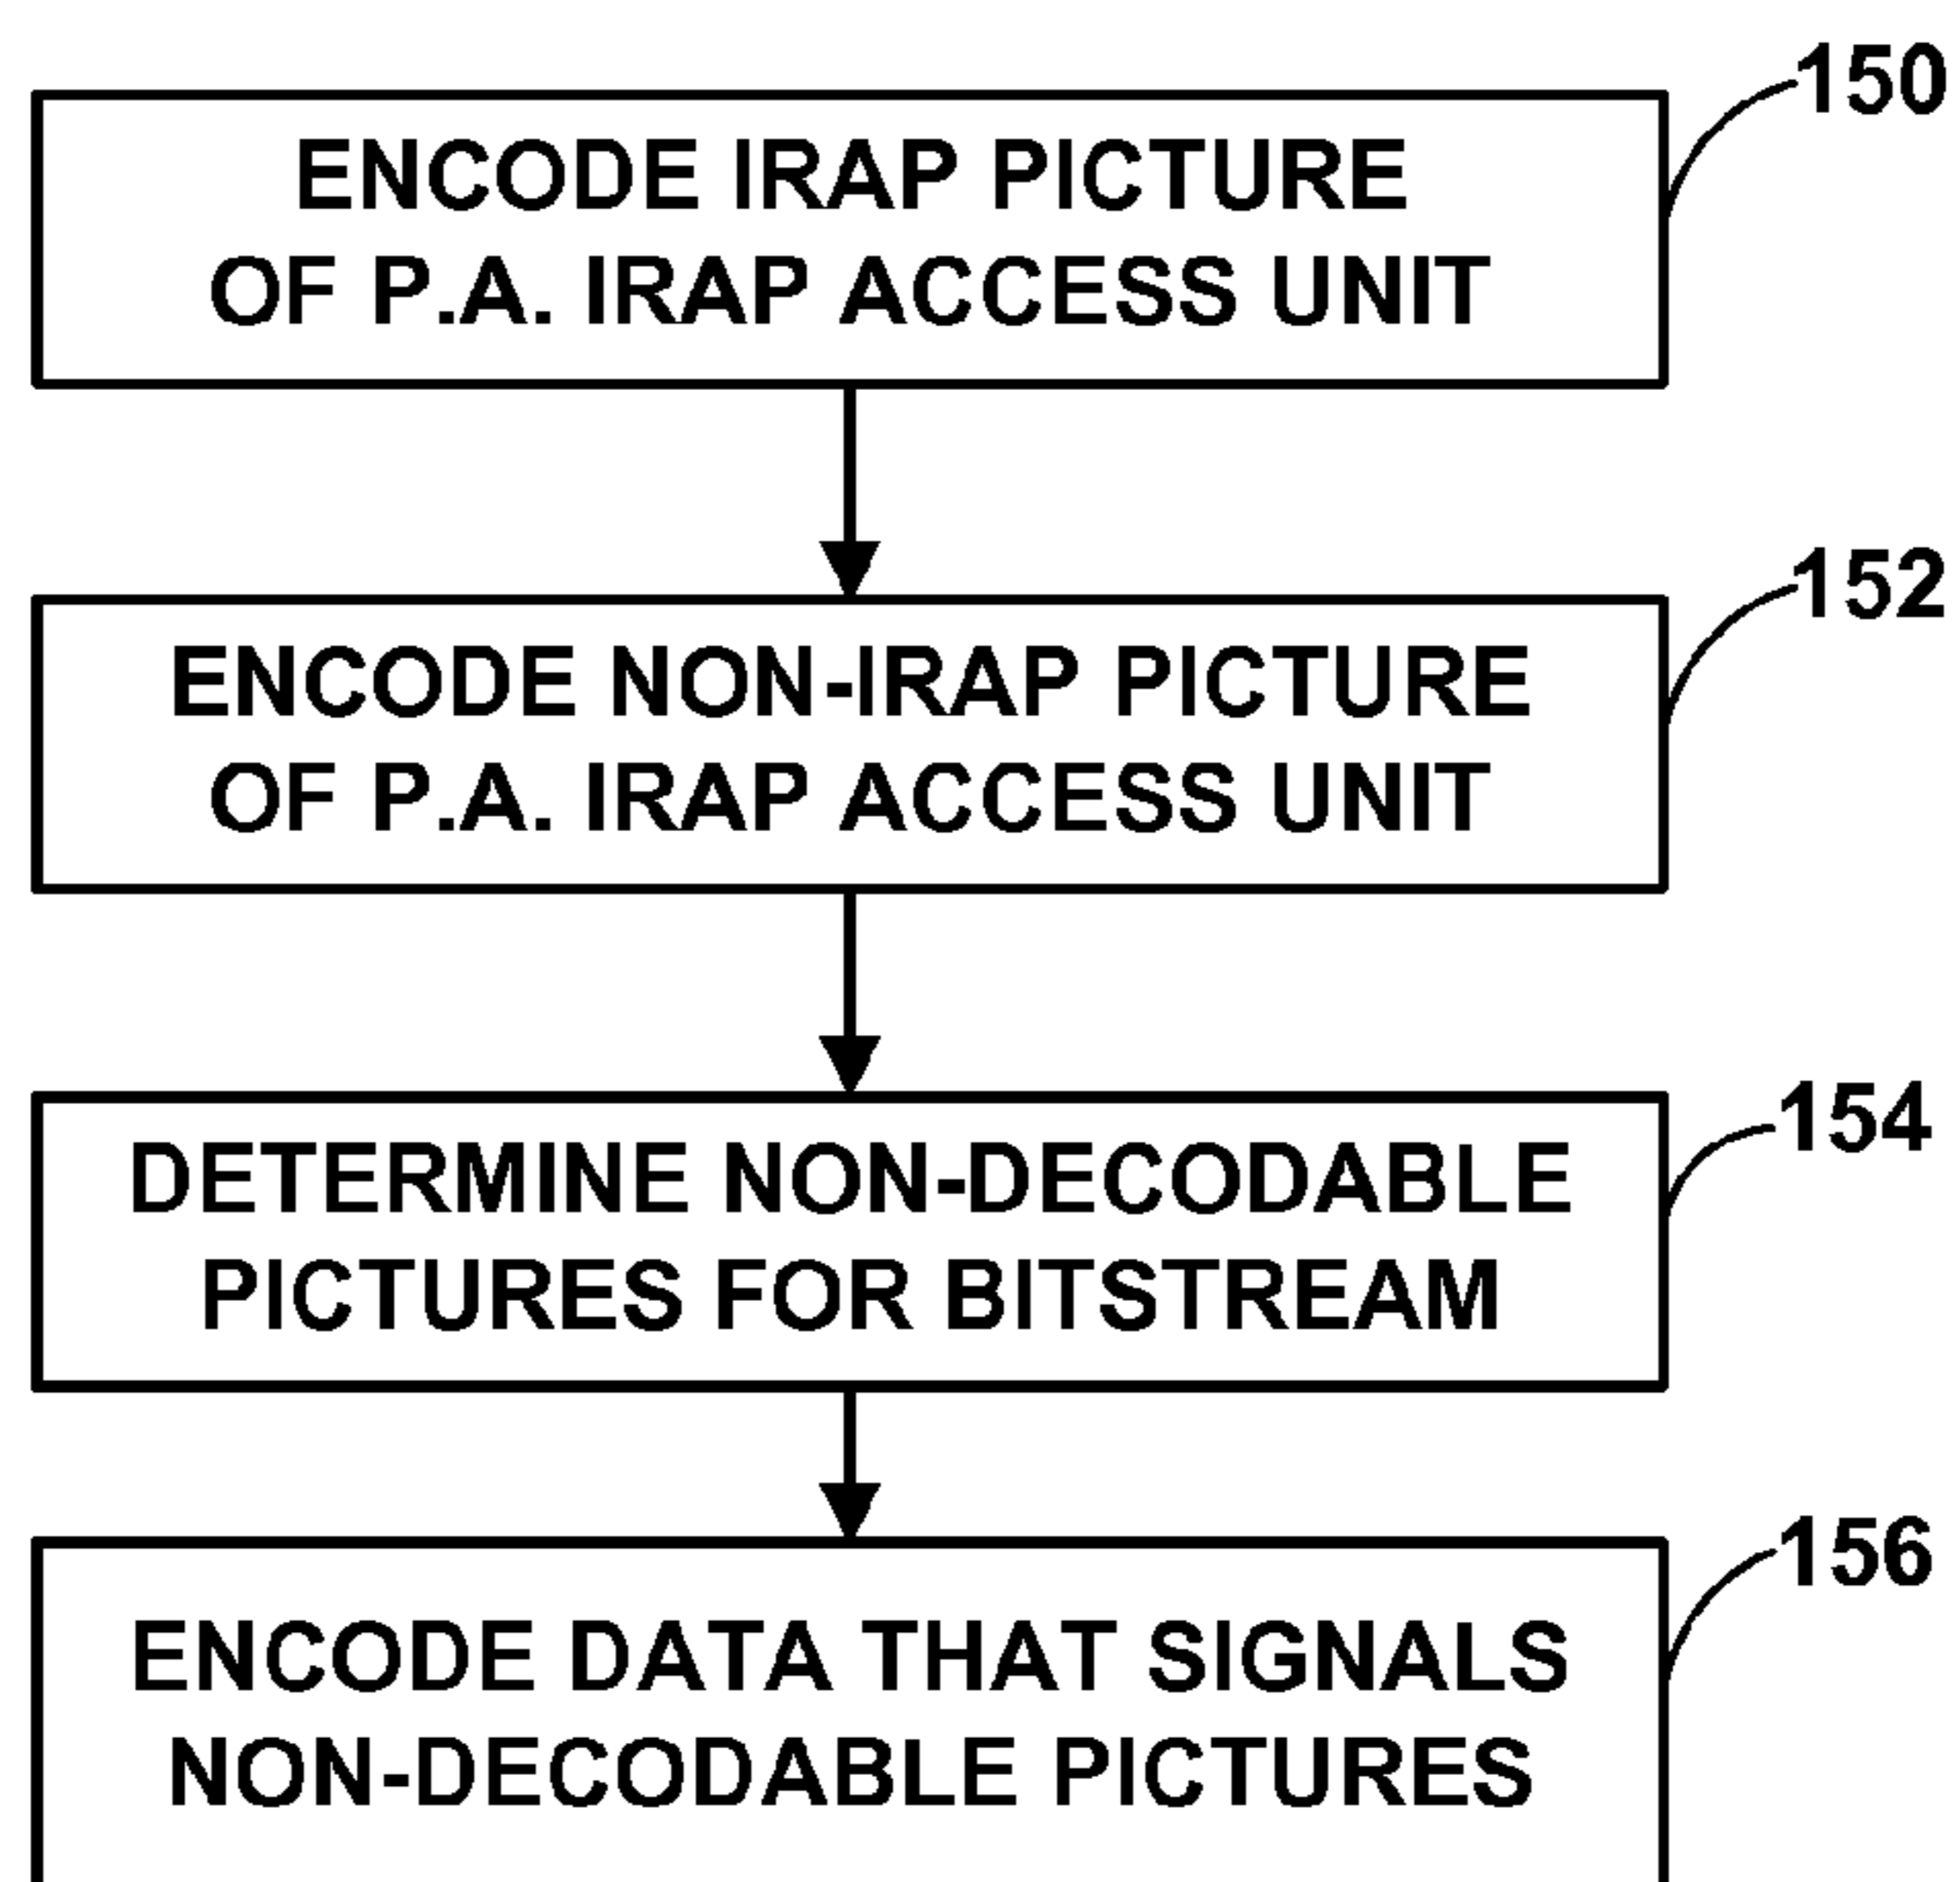 150
ENCODE IRAP PICTURE
OF P.A. IRAP ACCESS UNIT
152
ENCODE NON-IRAP PICTURE
OF P.A. IRAP ACCESS UNIT
154
DETERMINE NON-DECODABLE
PICTURES FOR BITSTREAM
156
ENCODE DATA THAT SIGNALS
NON-DECODABLE PICTURES